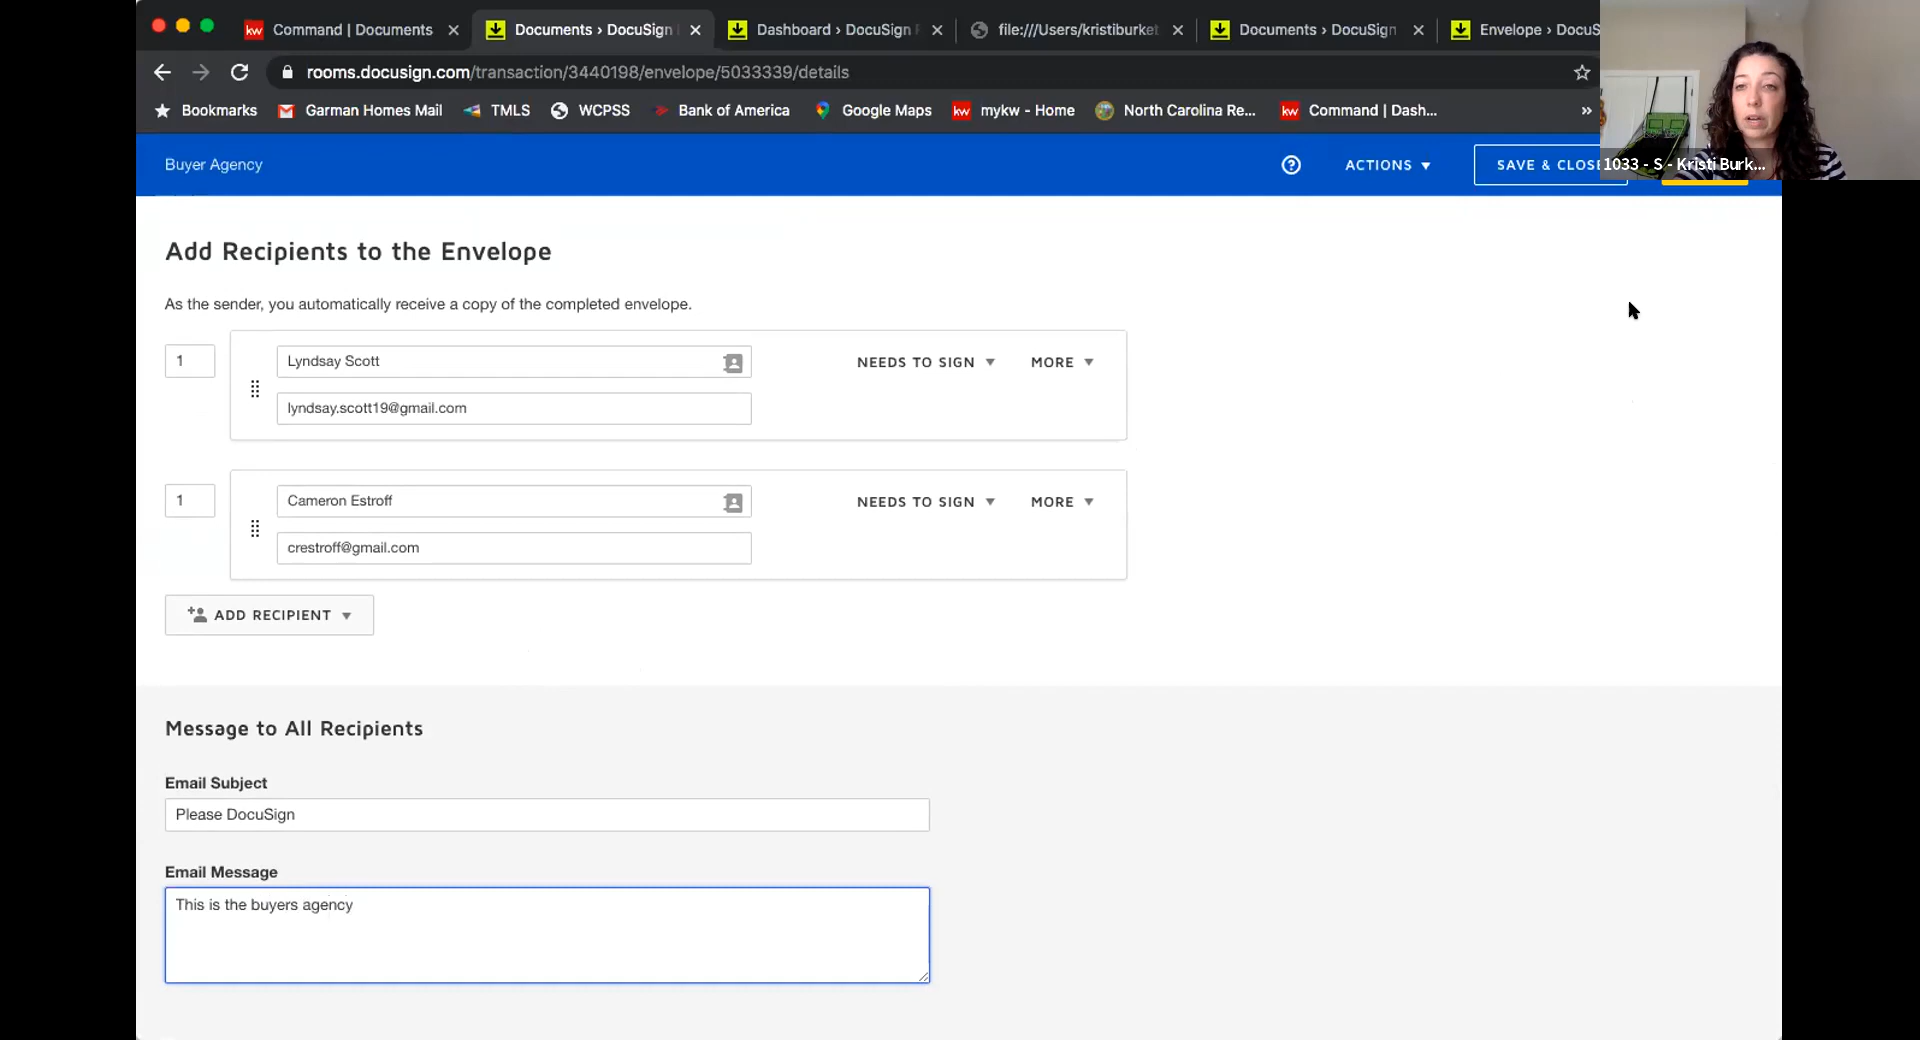 kw Command | Documents
Documents › DocuSign
Dashboard › DocuSign
file:///Users/kristiburket
Documents › DocuSign
Envelope › DocuS
rooms.docusign.com/transaction/3440198/envelope/5033339/details
Bookmarks
Garman Homes Mail
TMLS
WCPSS
Bank of America
Google Maps
kw mykw - Home
North Carolina Re...
kw Command | Dash...
»
Buyer Agency
ACTIONS
SAVE & CLOSE
1033 - S - Kristi Burk...
Add Recipients to the Envelope
As the sender, you automatically receive a copy of the completed envelope.
1
Lyndsay Scott
NEEDS TO SIGN
MORE
lyndsay.scott19@gmail.com
1
Cameron Estroff
NEEDS TO SIGN
MORE
crestroff@gmail.com
ADD RECIPIENT
Message to All Recipients
Email Subject
Please DocuSign
Email Message
This is the buyers agency